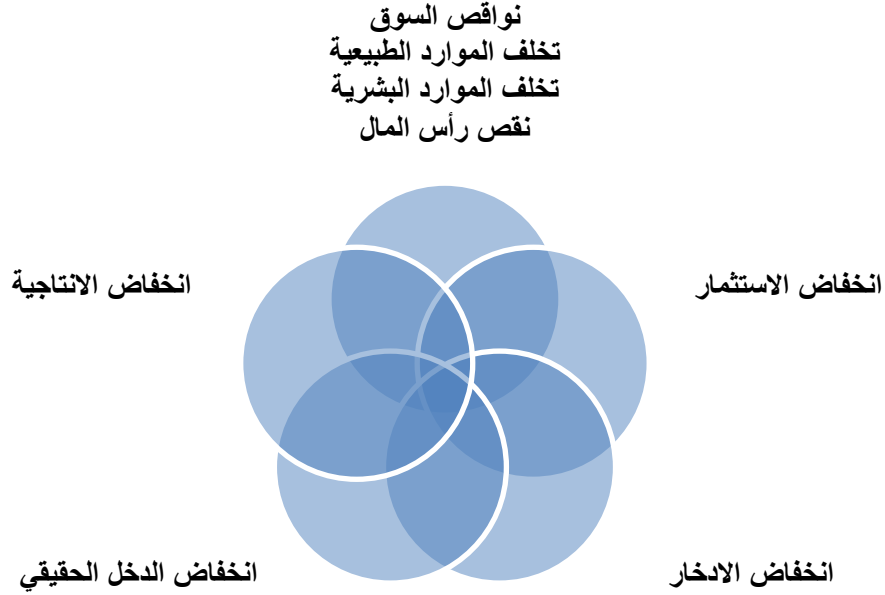 نواقص السوق
تخلف الموارد الطبيعية
تخلف الموارد البشرية
نقص رأس المال
انخفاض الاستثمار
انخفاض الانتاجية
انخفاض الادخار
انخفاض الدخل الحقيقي